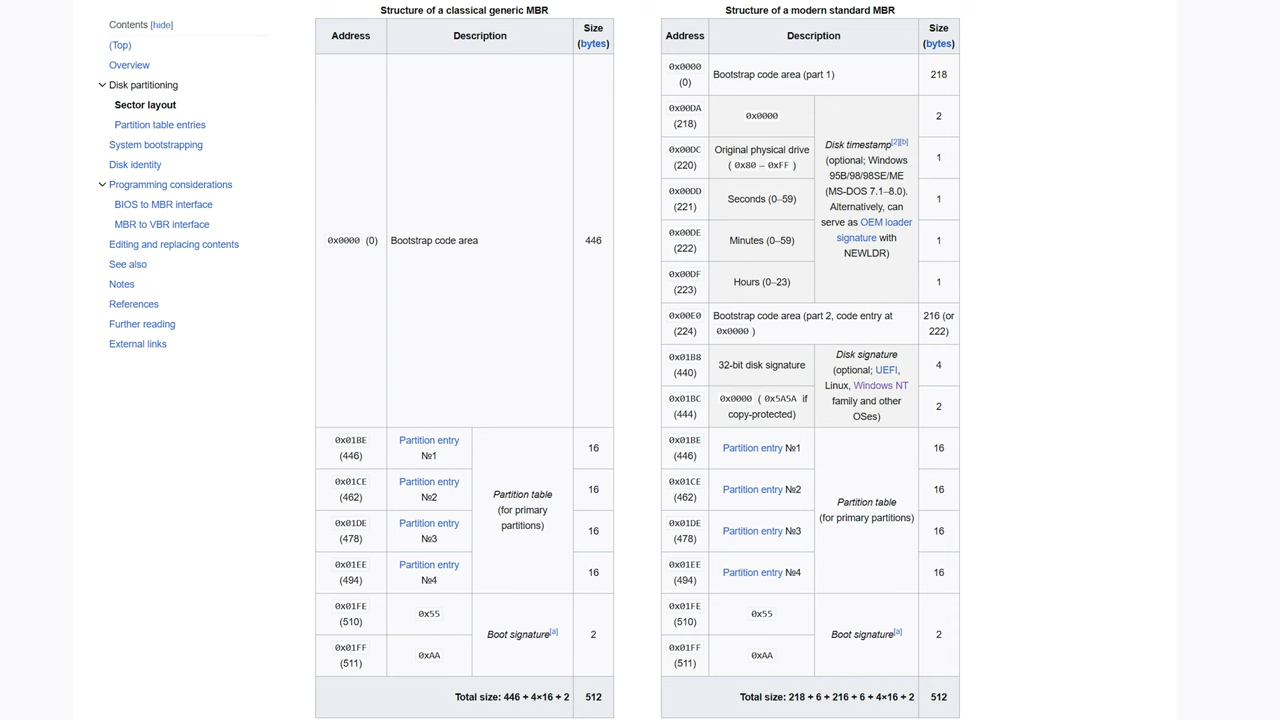 Contents [hide]
(Top)
Overview
Disk partitioning
Sector layout
Partition table entries
System bootstrapping
Disk identity
Programming considerations
BIOS to MBR interface
MBR to VBR interface
Editing and replacing contents
See also
Notes
References
Further reading
External links
Structure of a classical generic MBR
Address Description Size
(bytes)
0x0000 (0) Bootstrap code area 446
0x01BE
(446)
Partition entry
№1
16
0x01CE
(462)
Partition entry
№2
16
0x01DE
(478)
Partition entry
№3
16
0x01EE
(494)
Partition entry
№4
16
Partition table
(for primary
partitions)
0x01FE
(510)
0x55
0x01FF
(511)
0xAA
Boot signature[a]
2
Total size: 446 + 4×16 + 2 512
Structure of a modern standard MBR
Address Description Size
(bytes)
0x0000
(0)
Bootstrap code area (part 1) 218
0x00DA
(218)
0x0000
2
0x00DC
(220)
Original physical drive
( 0x80 – 0xFF )
1
0x00DD
(221)
Seconds (0–59)
1
0x00DE
(222)
Minutes (0–59)
1
0x00DF
(223)
Hours (0–23)
1
Disk timestamp[2][b]
(optional; Windows
95B/98/98SE/ME
(MS-DOS 7.1–8.0).
Alternatively, can
serve as OEM loader
signature with
NEWLDR)
0x00E0
(224)
Bootstrap code area (part 2, code entry at
0x0000 )
216 (or
222)
0x01B8
(440)
32-bit disk signature
4
0x01BC
(444)
0x0000 ( 0x5A5A if
copy-protected)
2
Disk signature
(optional; UEFI,
Linux, Windows NT
family and other
OSes)
0x01BE
(446)
Partition entry №1
16
0x01CE
(462)
Partition entry №2
16
0x01DE
(478)
Partition entry №3
16
0x01EE
(494)
Partition entry №4
16
Partition table
(for primary partitions)
0x01FE
(510)
0x55
0x01FF
(511)
0xAA
Boot signature[a]
2
Total size: 218 + 6 + 216 + 6 + 4×16 + 2 512